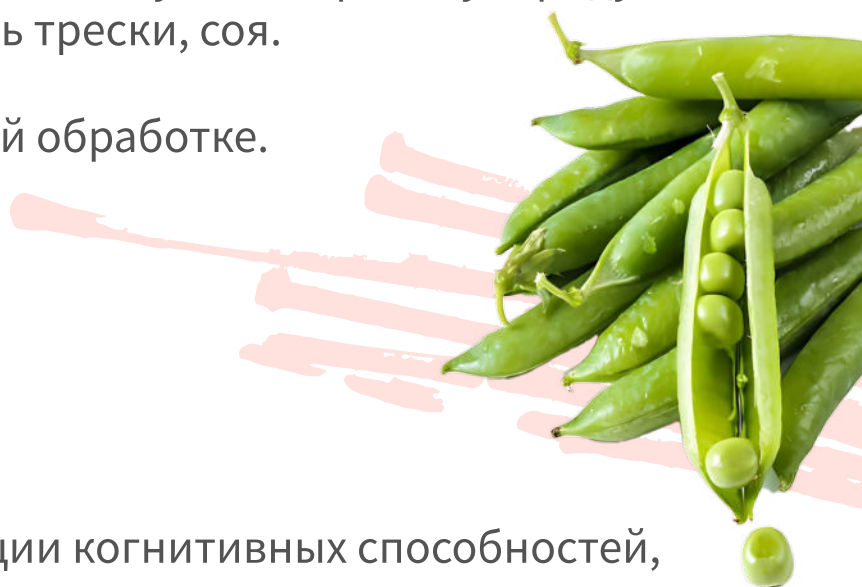 ь трески, соя.
й обработке.
ции когнитивных способностей,